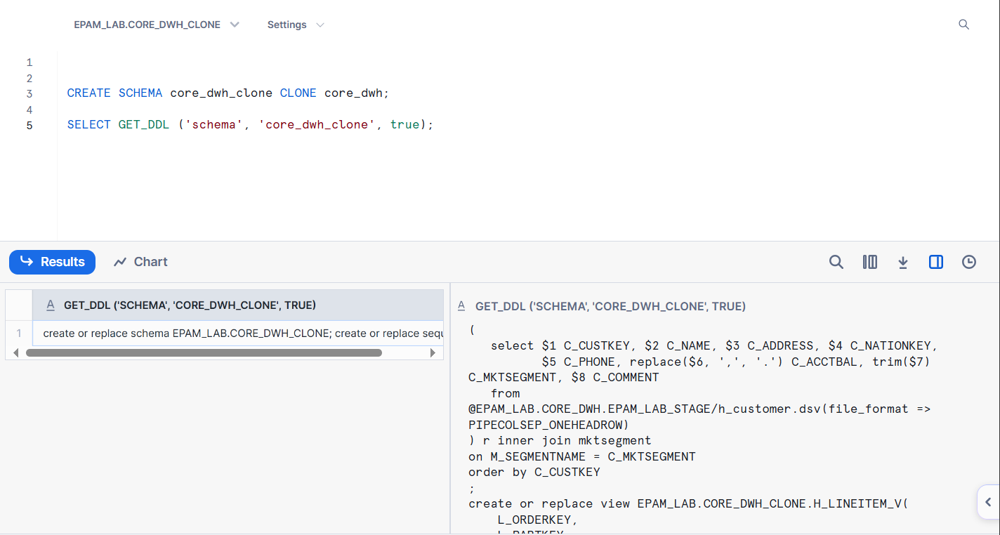 EPAM_LAB.CORE_DWH_CLONE Settings
1
2
3 CREATE SCHEMA core_dwh_clone CLONE core_dwh;
4
5 SELECT GET_DDL ('schema', 'core_dwh_clone', true);
Results Chart
A GET_DDL ('SCHEMA', 'CORE_DWH_CLONE', TRUE)
1 create or replace schema EPAM_LAB.CORE_DWH_CLONE; create or replace
A GET_DDL ('SCHEMA', 'CORE_DWH_CLONE', TRUE)
(
select $1 C_CUSTKEY, $2 C_NAME, $3 C_ADDRESS, $4 C_NATIONKEY,
$5 C_PHONE, replace($6, ',', '.') C_ACCTBAL, trim($7)
C_MKTSEGMENT, $8 C_COMMENT
from
@EPAM_LAB.CORE_DWH.EPAM_LAB_STAGE/h_customer.dsv(file_format =>
PIPECOLSEP_ONEHEADROW)
) r inner join mktsegment
on M_SEGMENTNAME = C_MKTSEGMENT
order by C_CUSTKEY
;
create or replace view EPAM_LAB.CORE_DWH_CLONE.H_LINEITEM_V(
L_ORDERKEY,